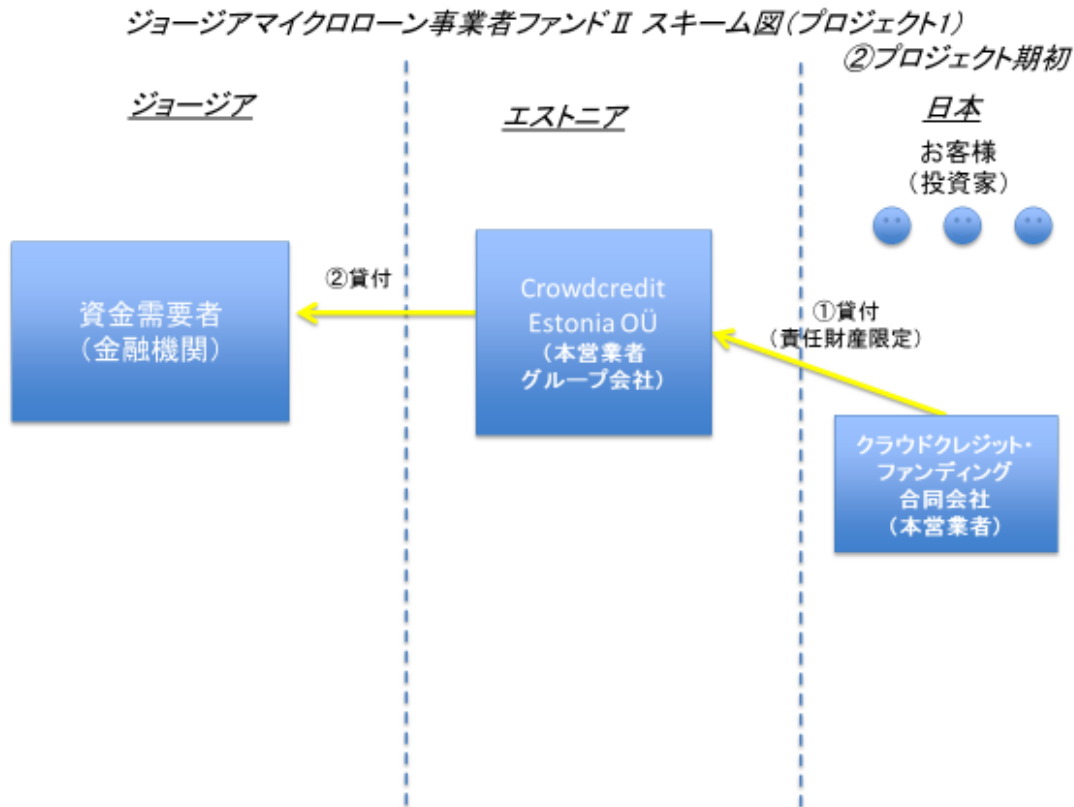 ジョージアマイクロローン事業者ファンドⅡ スキーム図(プロジェクト1)
②プロジェクト期初
ジョージア
エストニア
日本
お客様
(投資家)
資金需要者
(金融機関)
②貸付
Crowdcredit
Estonia OÜ
(本営業者
グループ会社)
①貸付
(責任財産限定)
クラウドクレジット・
ファンディング
合同会社
(本営業者)